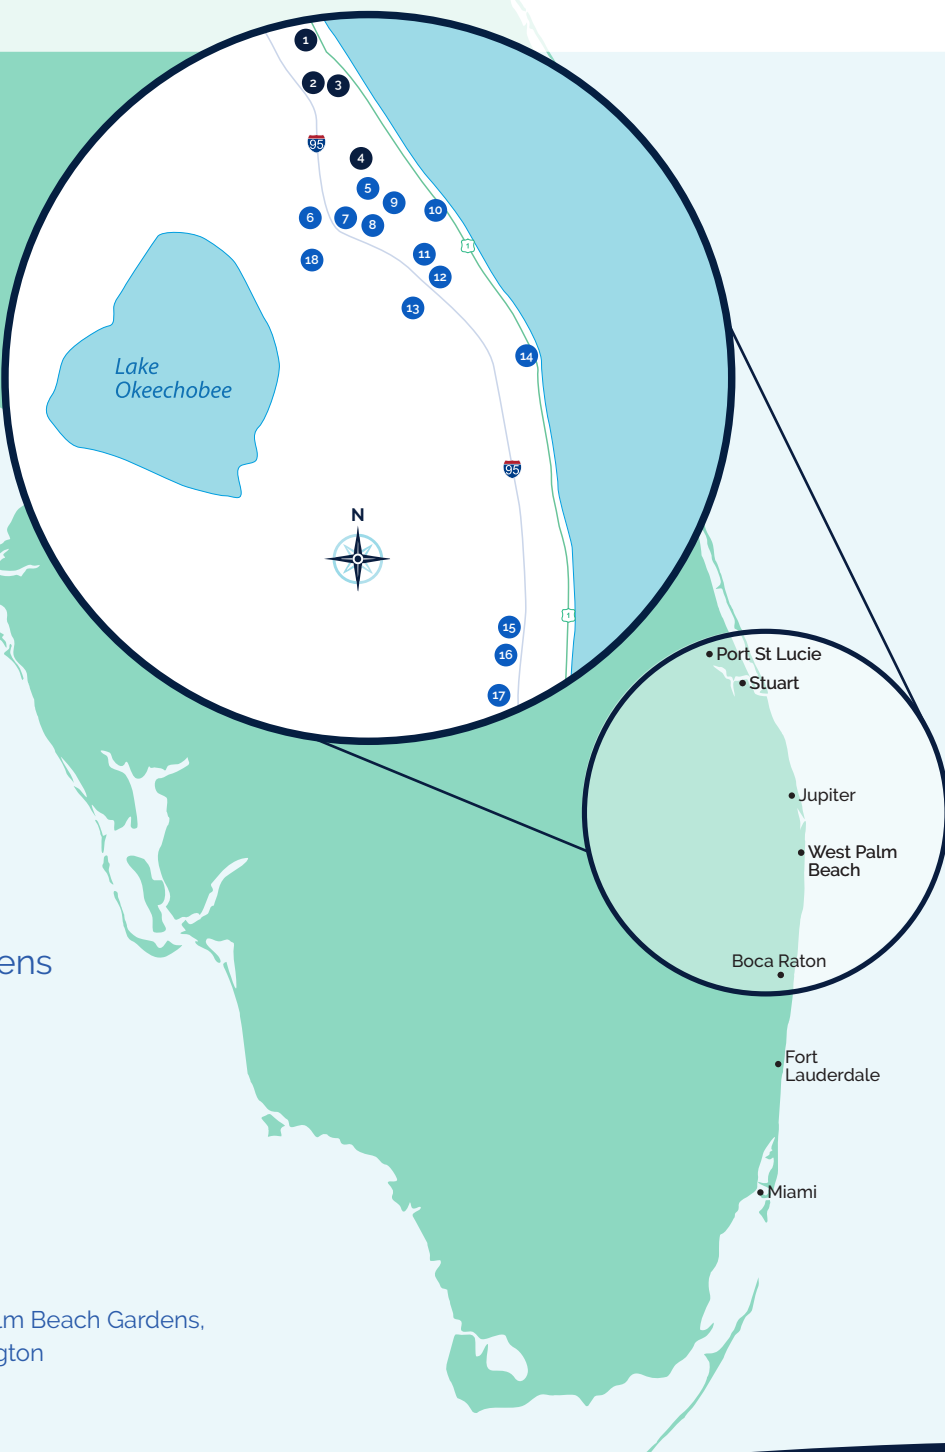 1
2
3
95
4
5
9
6
7
8
10
1
11
18
12
13
14
Lake
Okeechobee
95
N
1
15
16
17
Port St Lucie
Stuart
Jupiter
West Palm
Beach
Boca Raton
ens
Fort
Lauderdale
Miami
lm Beach Gardens,
gton